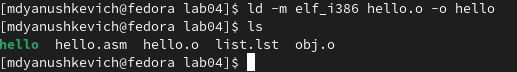 [mdyanushkevich@fedora lab04]$ ld -m elf_i386 hello.o -o hello
[mdyanushkevich@fedora lab04]$ ls
hello  hello.asm  hello.o  list.lst  obj.o
[mdyanushkevich@fedora lab04]$